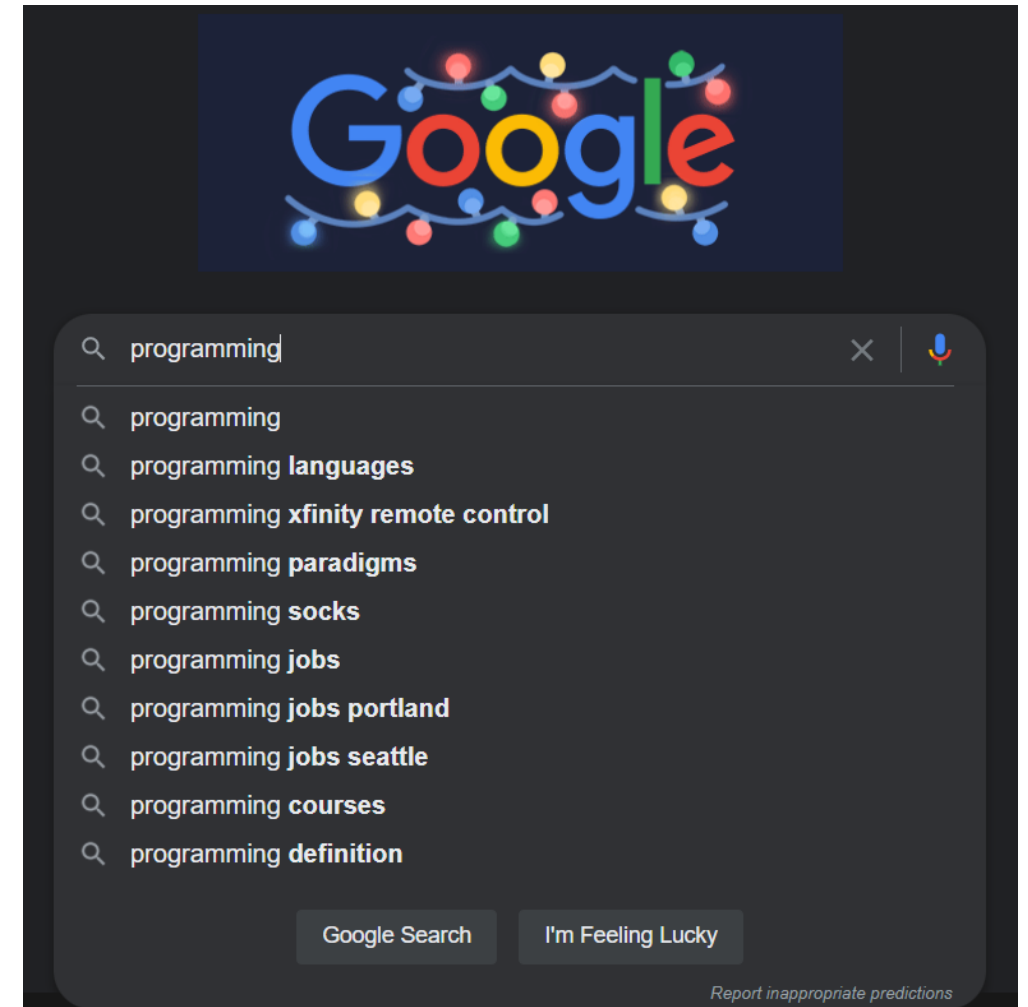 Google
programming
programming
programming languages
programming xfinity remote control
programming paradigms
programming socks
programming jobs
programming jobs portland
programming jobs seattle
programming courses
programming definition
Google Search I'm Feeling Lucky
Report inappropriate predictions